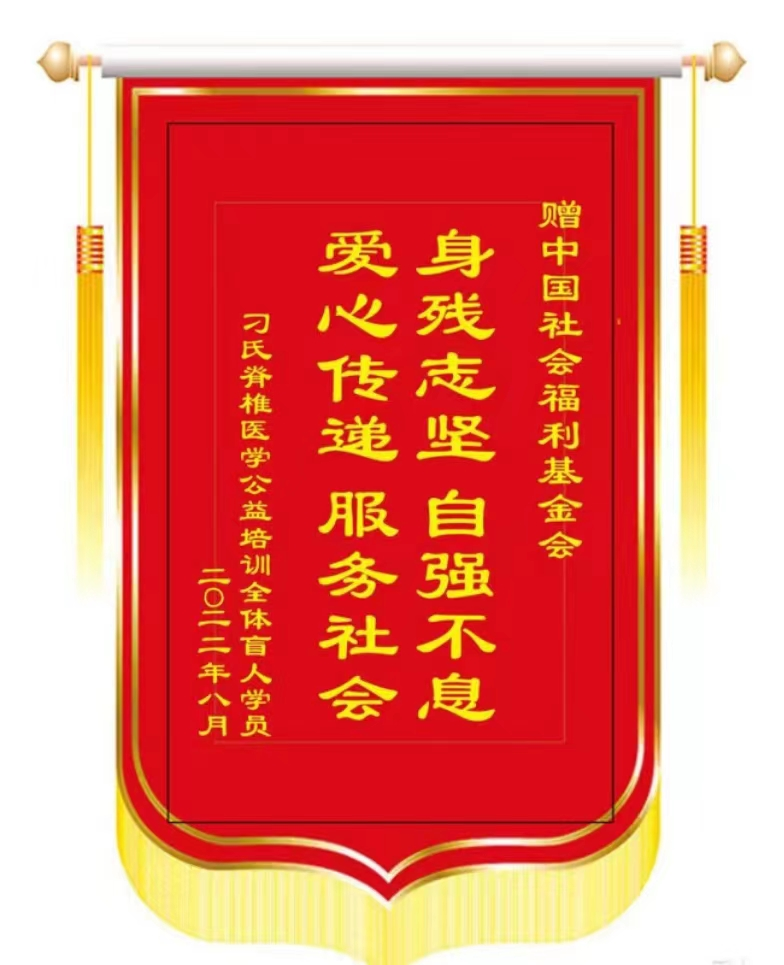 赠中国社会福利基金会
身残志坚 自强不息
爱心传递 服务社会
刁氏脊椎医学公益培训全体盲人学员
二〇二二年八月